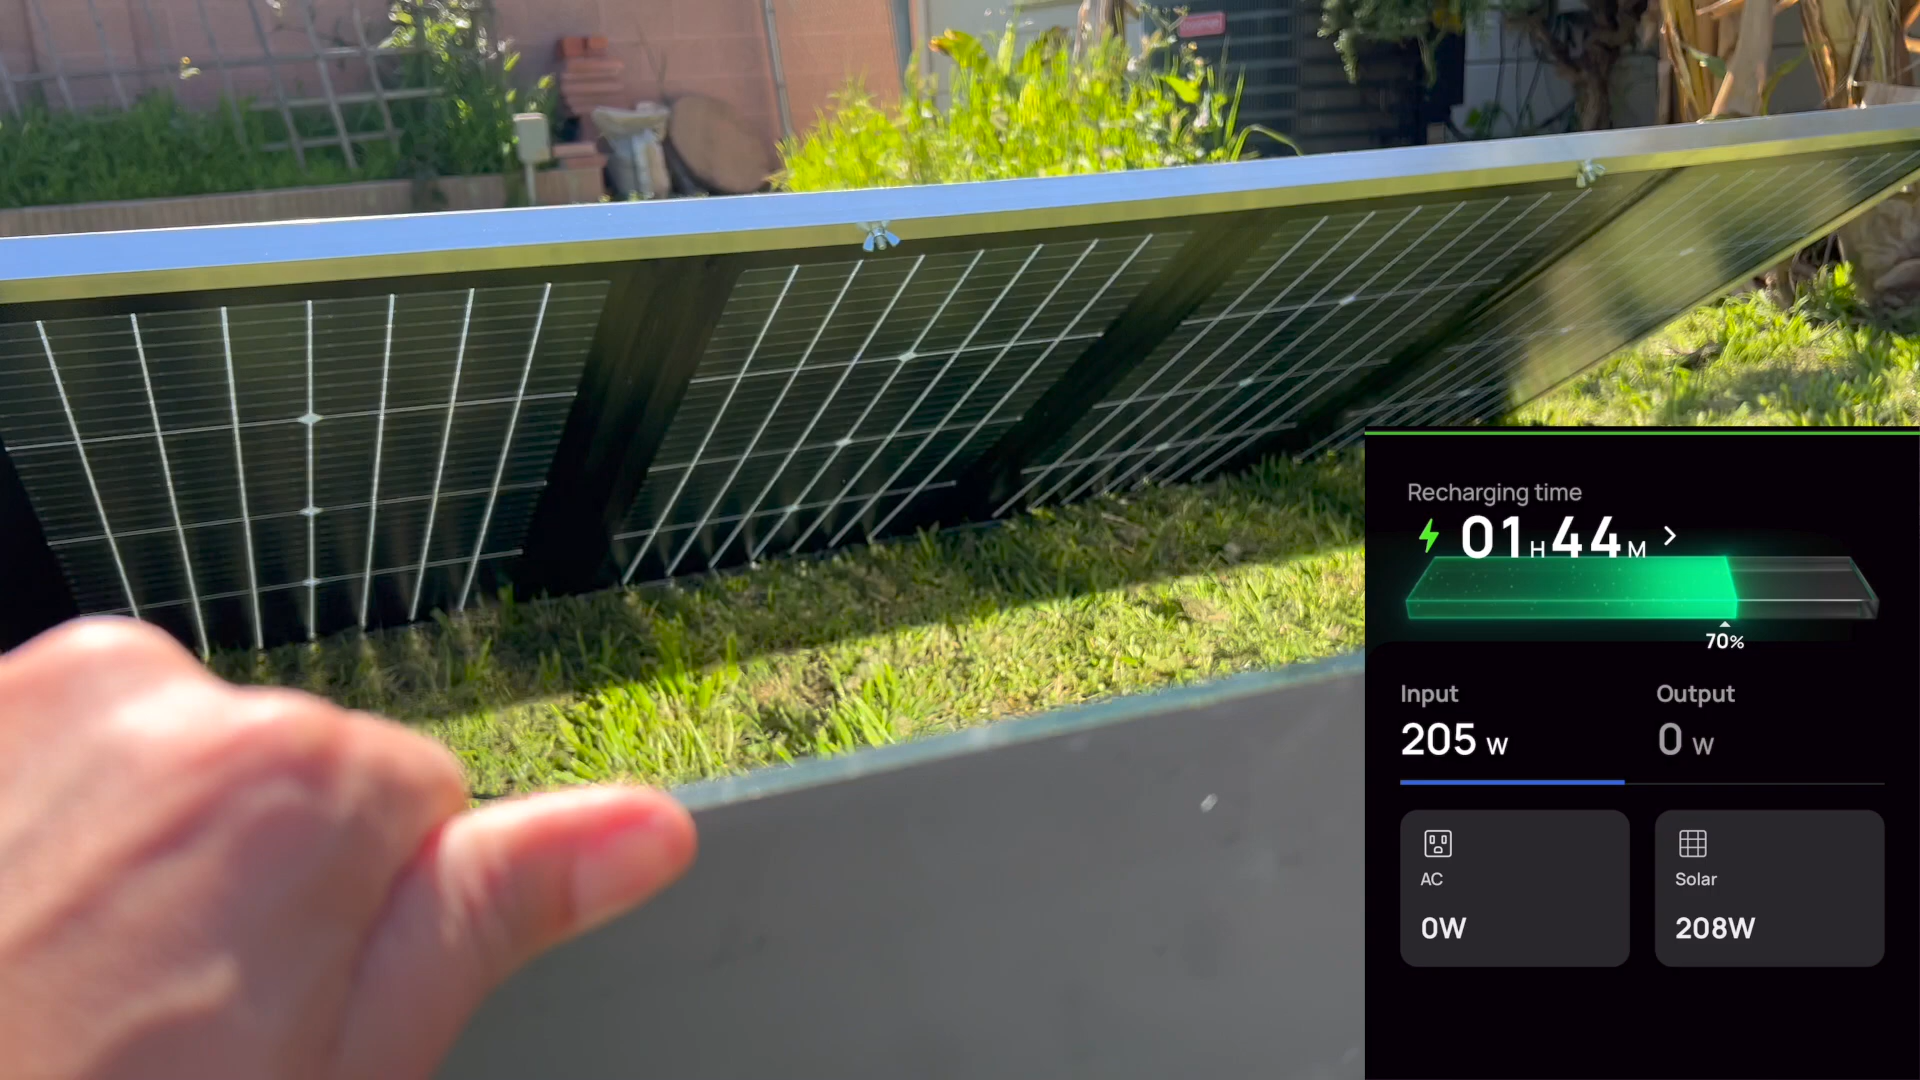 Recharging time
01H44M
70%
Input
Output
205 W
0 W
AC
Solar
0W
208W